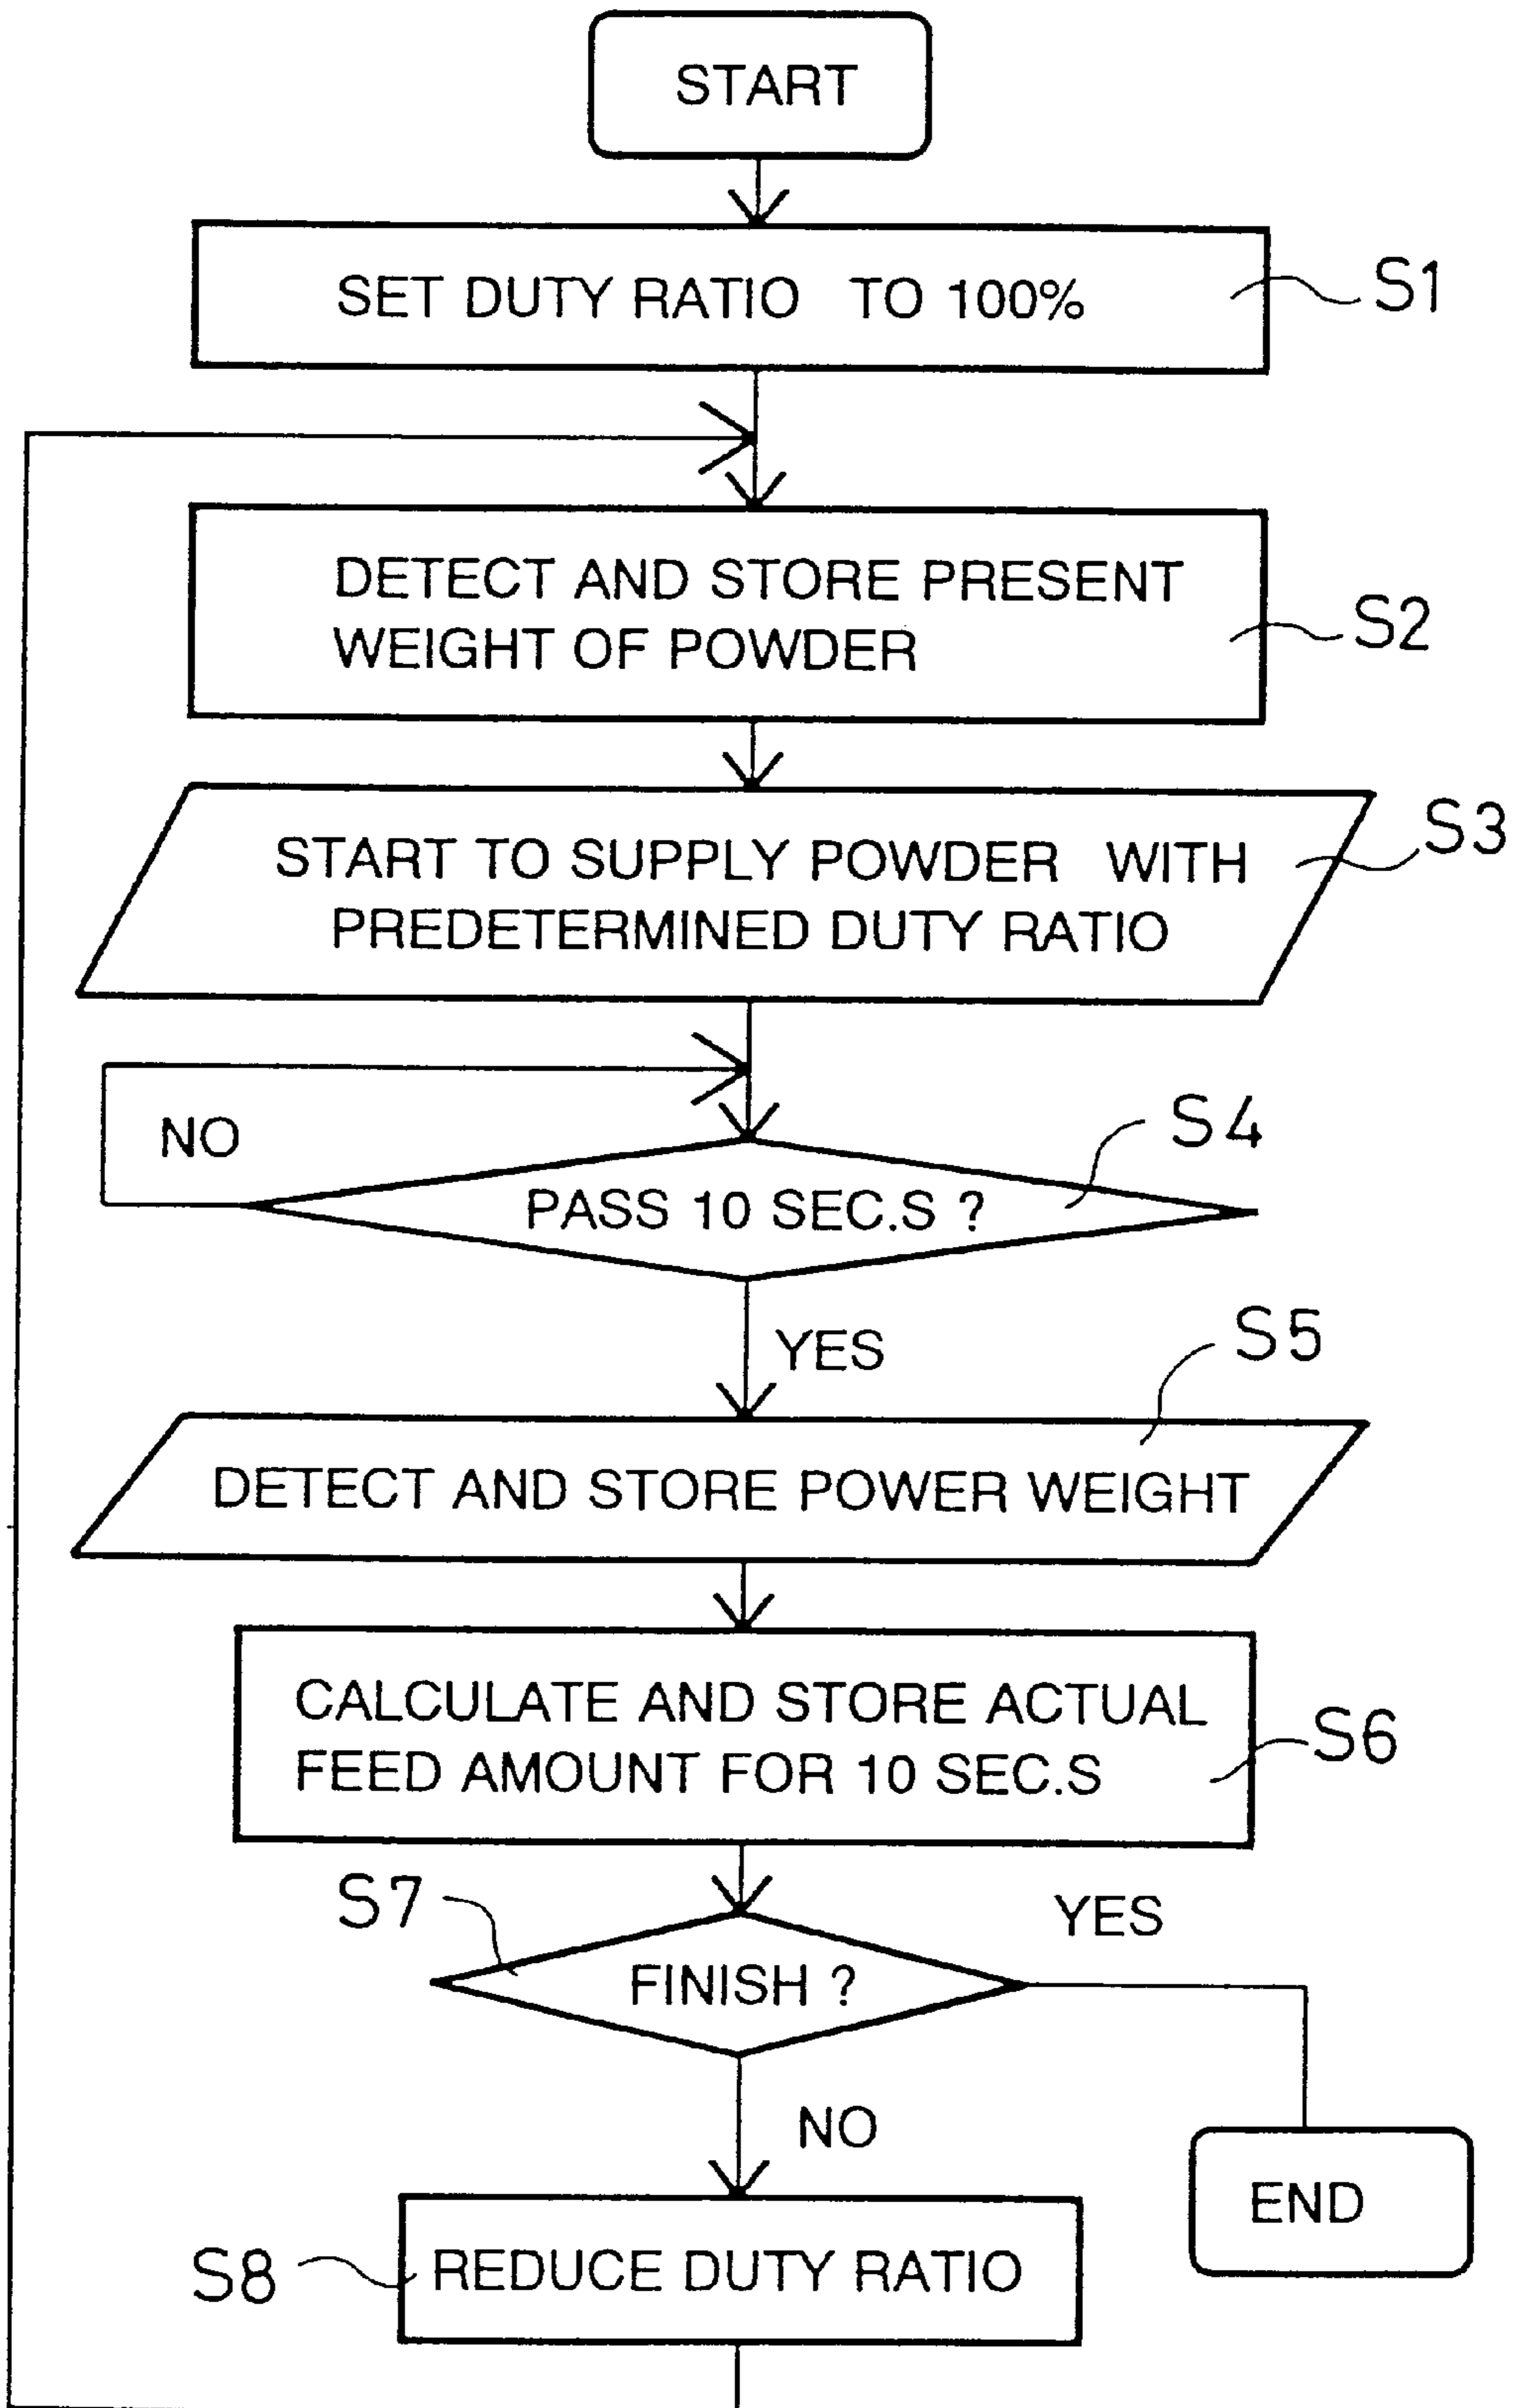 START
SET DUTY RATIO TO 100%
S1
DETECT AND STORE PRESENT
WEIGHT OF POWDER
S2
START TO SUPPLY POWDER WITH
PREDETERMINED DUTY RATIO
S3
NO
PASS 10 SEC.S ?
S4
YES
S5
DETECT AND STORE POWER WEIGHT
CALCULATE AND STORE ACTUAL
FEED AMOUNT FOR 10 SEC.S
S6
S7
YES
FINISH ?
NO
END
S8
REDUCE DUTY RATIO